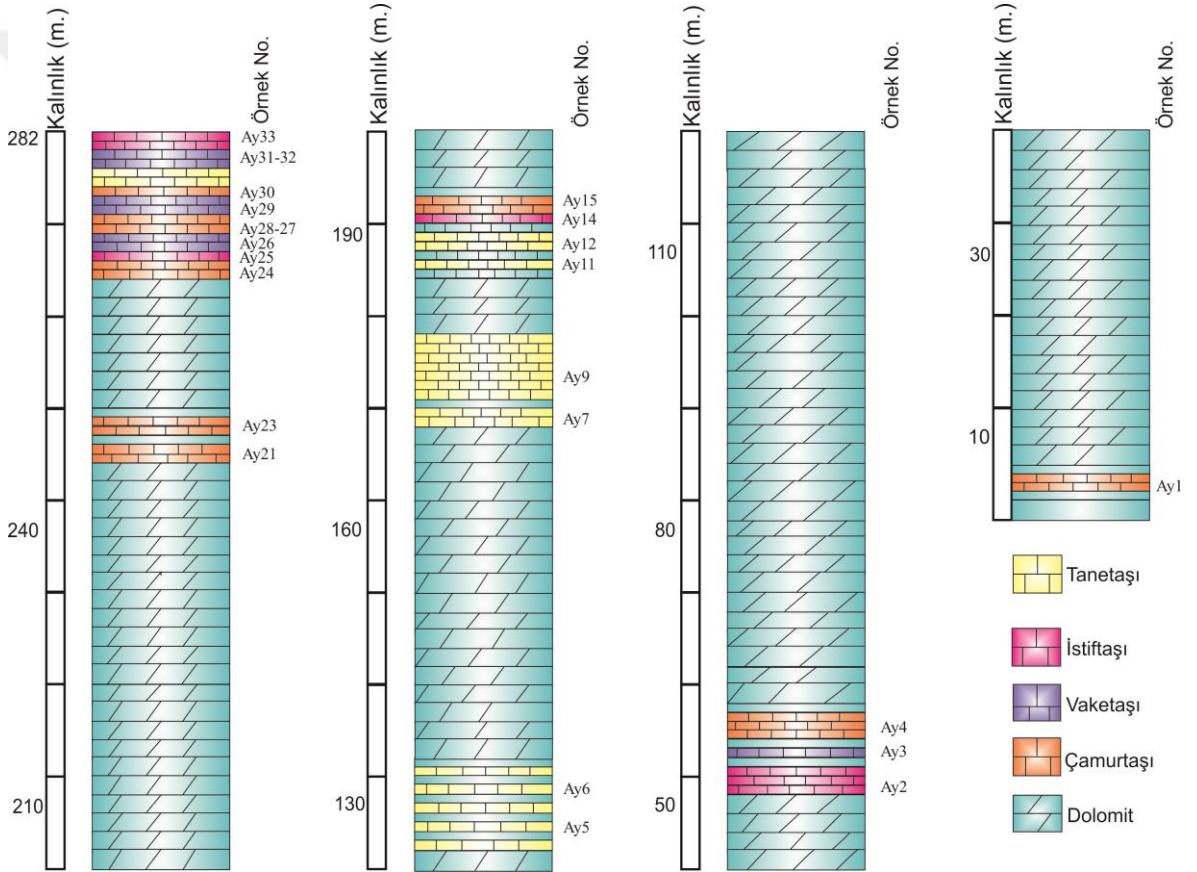 Kalınlık (m.)
Örnek No.
282
240
210
Ay33
Ay31-32
Ay30
Ay29
Ay28-27
Ay26
Ay25
Ay24
Ay23
Ay21
Kalınlık (m.)
Örnek No.
190
160
130
Ay15
Ay14
Ay12
Ay11
Ay9
Ay7
Ay6
Ay5
Kalınlık (m.)
Örnek No.
110
80
50
Ay4
Ay3
Ay2
Kalınlık (m.)
Örnek No.
30
10
Ay1
Tanetaşı
İstiftaşı
Vaketaşı
Çamurtaşı
Dolomit